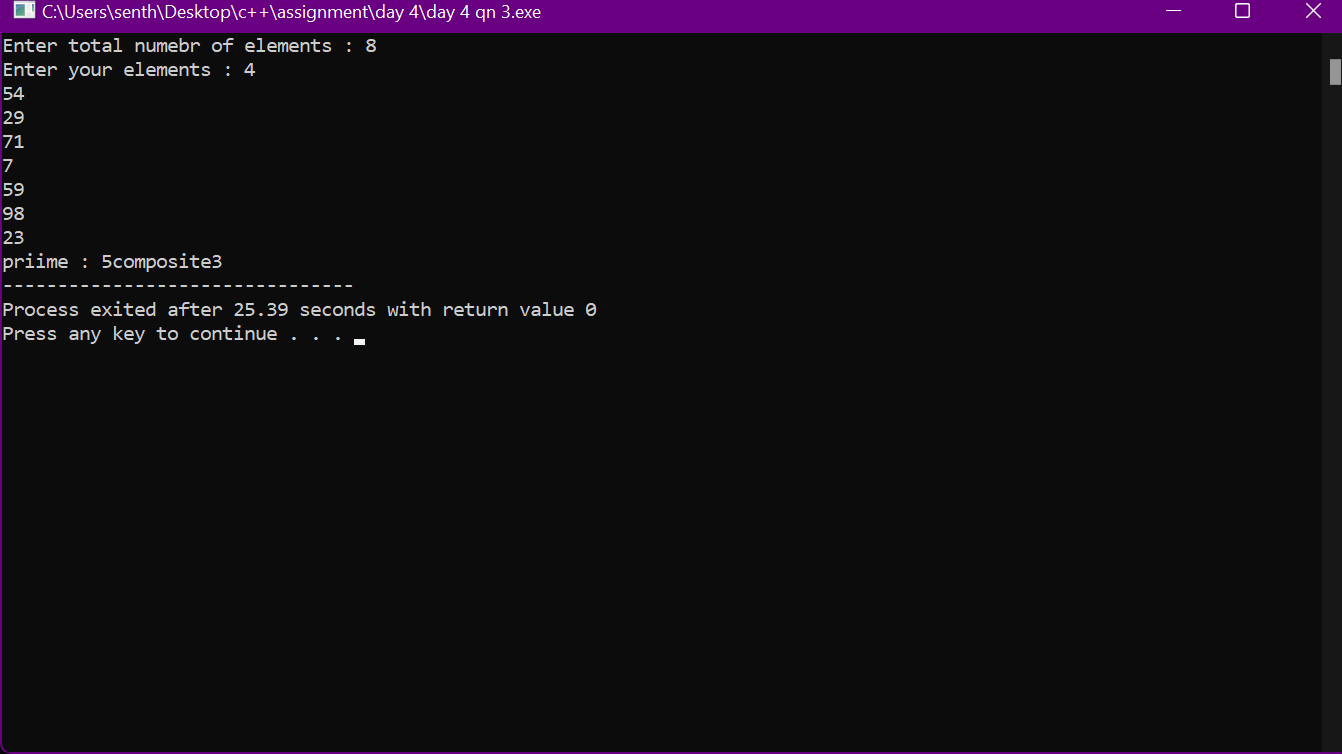 C:\Users\senth\Desktop\c++\assignment\day 4\day 4 qn 3.exe
Enter total numebr of elements : 8
Enter your elements : 4
54
29
71
7
59
98
23
priime : 5composite3
--------------------------------
Process exited after 25.39 seconds with return value 0
Press any key to continue . . .